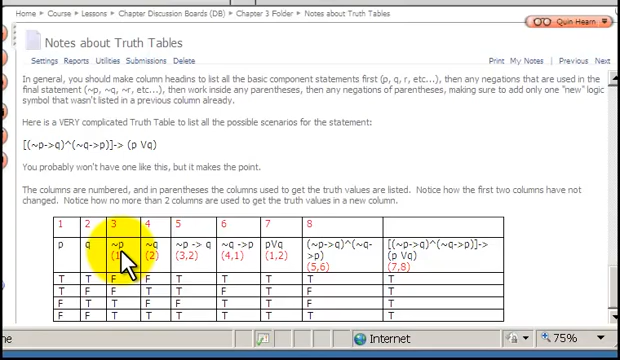 Home > Course > Lessons > Chapter Discussion Boards (DB) > Chapter 3 Folder > Notes about Truth Tables
Quin Hearn
Notes about Truth Tables
Settings Reports Utilities Submissions Delete Print My Notes Previous Next
In general, you should make column headins to list all the basic component statements first (p, q, r, etc...), then any negations that are used in the
final statement (~p, ~q, ~r, etc...), then work inside any parentheses, then any negations of parentheses, making sure to add only one "new" logic
symbol that wasn't listed in a previous column already.
Here is a VERY complicated Truth Table to list all the possible scenarios for the statement:
[(~p->q)^(~q->p)]-> (p Vq)
You probably won't have one like this, but it makes the point.
The columns are numbered, and in parentheses the columns used to get the truth values are listed. Notice how the first two columns have not
changed. Notice how no more than 2 columns are used to get the truth values in a new column.
1 2 3 4 5 6 7 8
p q ~p ~q ~p -> q ~q ->p pVq (~p->q)^(~q- [(~p->q)^(~q->p)]->
(1) (2) (3,2) (4,1) (1,2) >p) (p Vq)
(5,6) (7,8)
T T F F T T T T T
T F F T T F T F T
F T T F F T T F T
F F T T F F F F T
Internet 75%